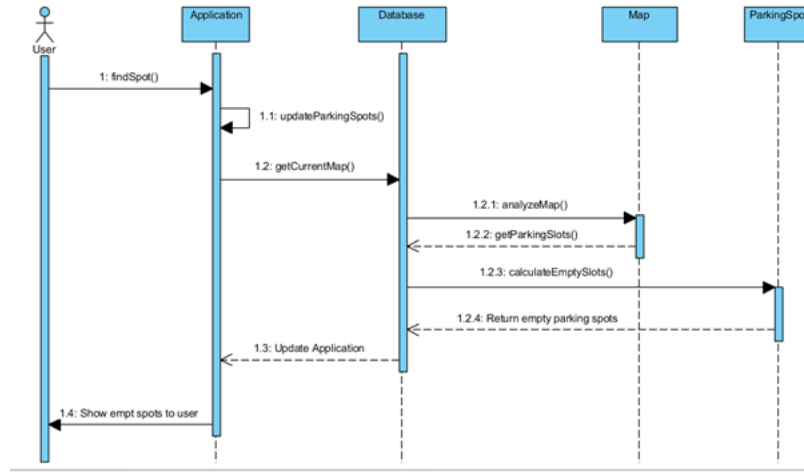 Application
Database
Map
ParkingSpo
User
1: findSpot()
1.1: updateParkingSpots()
1.2: getCurrentMap()
1.2.1: analyzeMap()
1.2.2: getParkingSlots()
1.2.3: calculateEmptySlots()
1.2.4: Return empty parking spots
1.3: Update Application
1.4: Show empt spots to user